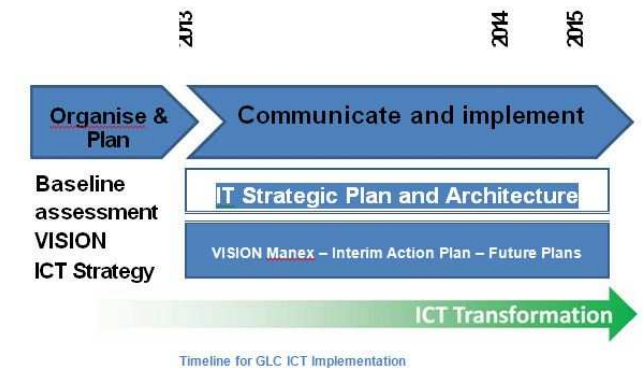 2013
2014
2015
Organise &
Plan
Communicate and implement
Baseline
assessment
VISION
ICT Strategy
IT Strategic Plan and Architecture
VISION Manex – Interim Action Plan – Future Plans
ICT Transformation
Timeline for GLC ICT Implementation